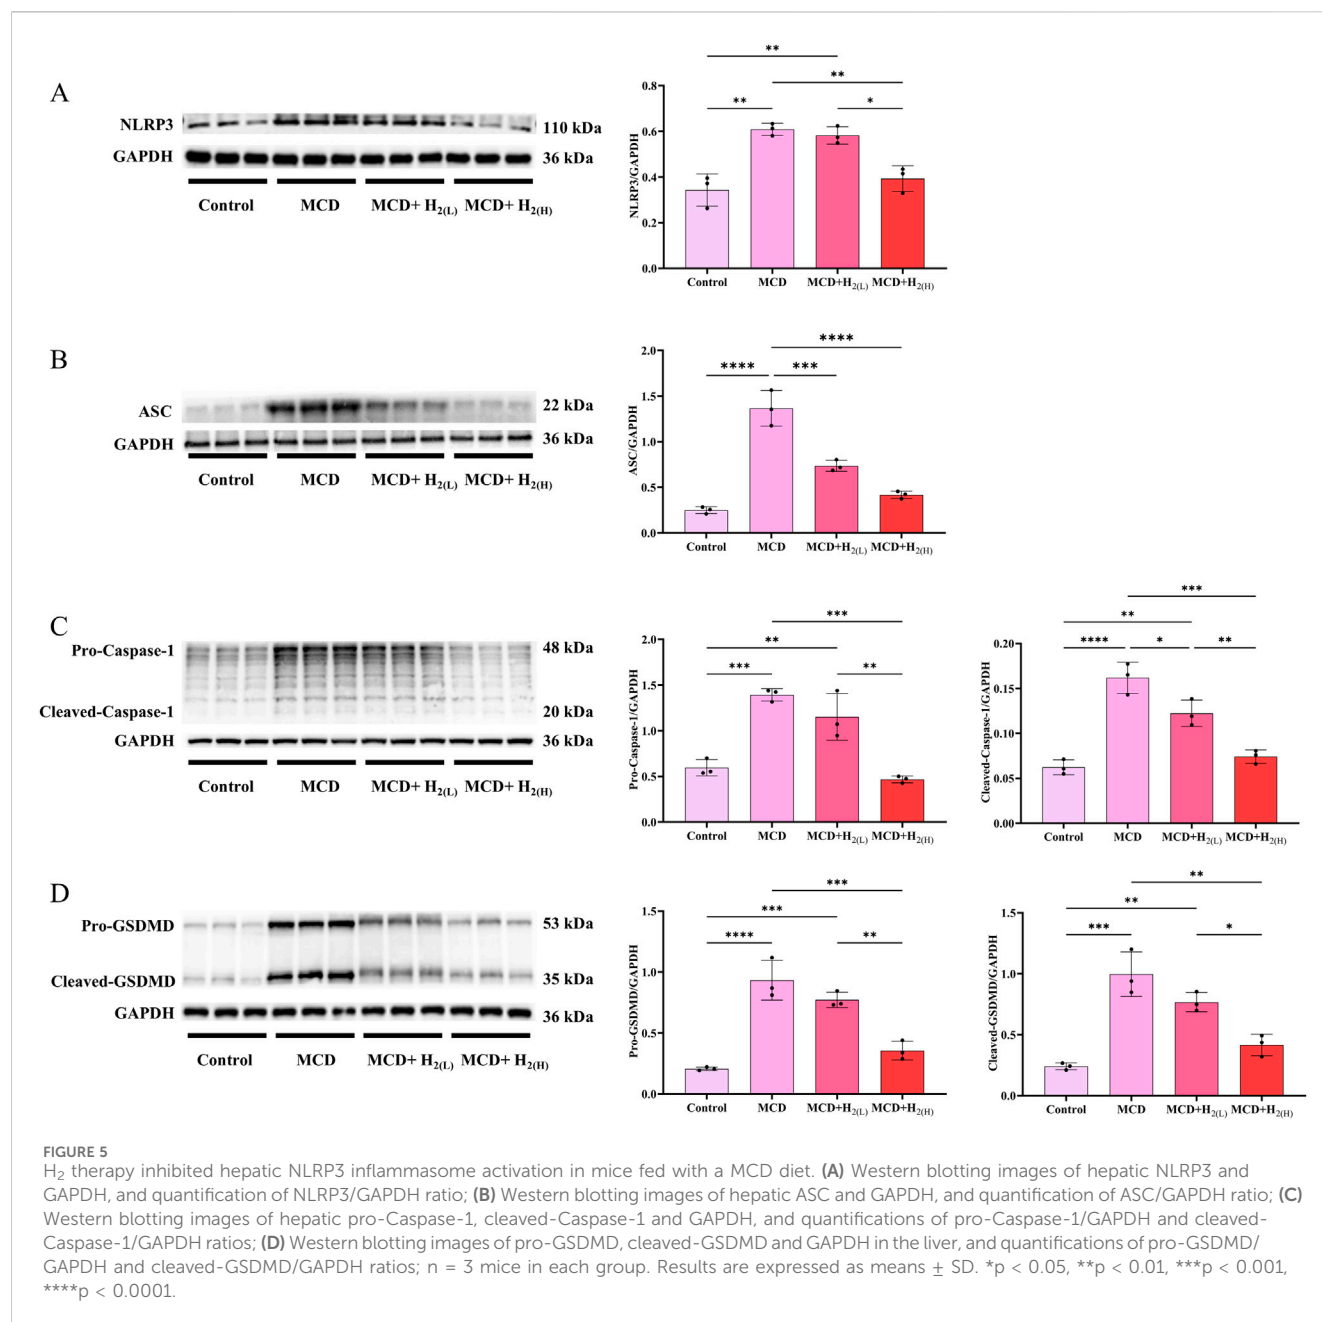 A
NLRP3
110 kDa
GAPDH
36 kDa
Control MCD MCD+ H2(L) MCD+ H2(H)
**
**
** *
NLRP3/GAPDH
0.8
0.6
0.4
0.2
0.0
Control MCD MCD+H2(L) MCD+H2(H)
B
ASC
22 kDa
GAPDH
36 kDa
Control MCD MCD+ H2(L) MCD+ H2(H)
****
**** ***
ASC/GAPDH
2.0
1.5
1.0
0.5
0.0
Control MCD MCD+H2(L) MCD+H2(H)
C
Pro-Caspase-1
48 kDa
Cleaved-Caspase-1
20 kDa
GAPDH
36 kDa
Control MCD MCD+ H2(L) MCD+ H2(H)
***
**
*** **
Pro-Caspase-1/GAPDH
2.0
1.5
1.0
0.5
0.0
Control MCD MCD+H2(L) MCD+H2(H)
***
**
**** * **
Cleaved-Caspase-1/GAPDH
0.20
0.15
0.10
0.05
0.00
Control MCD MCD+H2(L) MCD+H2(H)
D
Pro-GSDMD
53 kDa
Cleaved-GSDMD
35 kDa
GAPDH
36 kDa
Control MCD MCD+ H2(L) MCD+ H2(H)
***
***
**** **
Pro-GSDMD/GAPDH
1.5
1.0
0.5
0.0
Control MCD MCD+H2(L) MCD+H2(H)
**
**
*** *
Cleaved-GSDMD/GAPDH
1.5
1.0
0.5
0.0
Control MCD MCD+H2(L) MCD+H2(H)
FIGURE 5
H2 therapy inhibited hepatic NLRP3 inflammasome activation in mice fed with a MCD diet. (A) Western blotting images of hepatic NLRP3 and
GAPDH, and quantification of NLRP3/GAPDH ratio; (B) Western blotting images of hepatic ASC and GAPDH, and quantification of ASC/GAPDH ratio; (C)
Western blotting images of hepatic pro-Caspase-1, cleaved-Caspase-1 and GAPDH, and quantifications of pro-Caspase-1/GAPDH and cleaved-
Caspase-1/GAPDH ratios; (D) Western blotting images of pro-GSDMD, cleaved-GSDMD and GAPDH in the liver, and quantifications of pro-GSDMD/
GAPDH and cleaved-GSDMD/GAPDH ratios; n = 3 mice in each group. Results are expressed as means ± SD. *p < 0.05, **p < 0.01, ***p < 0.001,
****p < 0.0001.